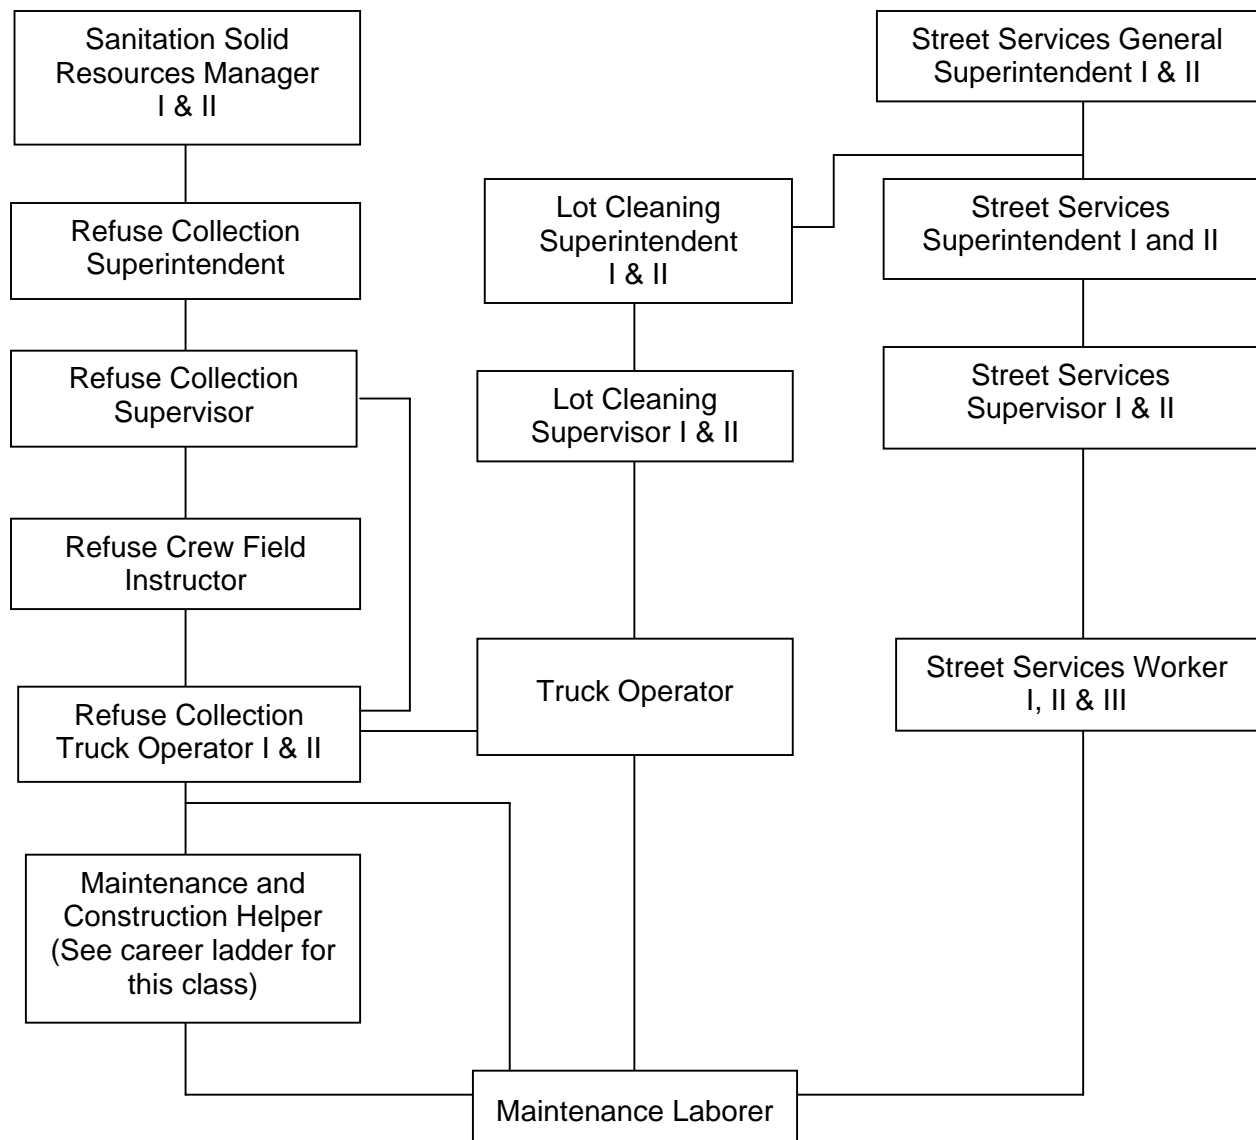 Sanitation Solid
Resources Manager
I & II
Street Services General
Superintendent I & II
Refuse Collection
Superintendent
Lot Cleaning
Superintendent
I & II
Street Services
Superintendent I and II
Refuse Collection
Supervisor
Lot Cleaning
Supervisor I & II
Street Services
Supervisor I & II
Refuse Crew Field
Instructor
Refuse Collection
Truck Operator I & II
Truck Operator
Street Services Worker
I, II & III
Maintenance and
Construction Helper
(See career ladder for
this class)
Maintenance Laborer